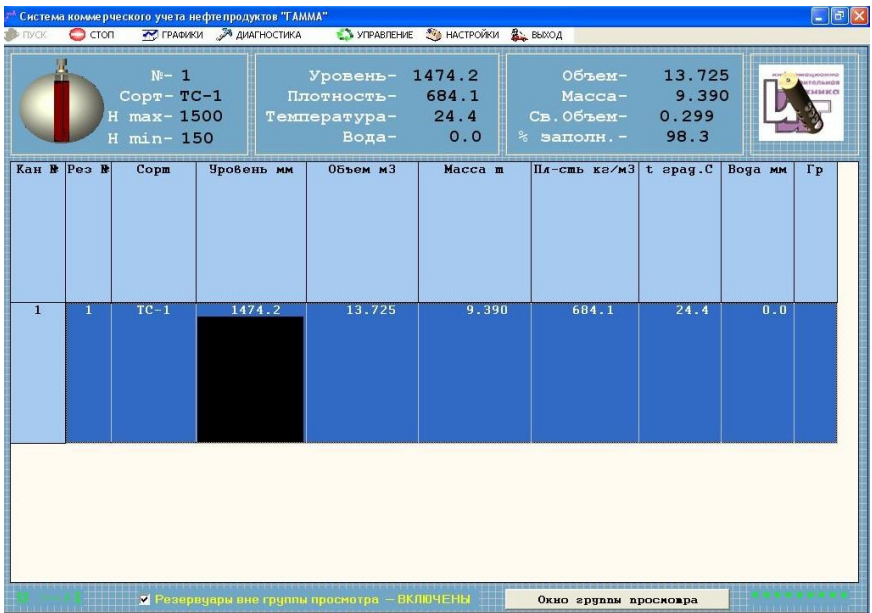 Система коммерческого учета нефтепродуктов "ГАММА"
ПУСК СТОП ГРАФИКИ ДИАГНОСТИКА УПРАВЛЕНИЕ НАСТРОЙКИ ВЫХОД
№- 1 Уровень- 1474.2 Объем- 13.725
Сорт- ТС-1 Плотность- 684.1 Масса- 9.390
H max- 1500 Температура- 24.4 Св.Объем- 0.299
H min- 150 Вода- 0.0 % заполн.- 98.3
Кан № Рез № Сорт Уровень мм Объем м3 Масса т Пл-сть кг/м3 t град.С Вода мм Гр
1 1 ТС-1 1474.2 13.725 9.390 684.1 24.4 0.0
Резервуары вне группы просмотра – ВКЛЮЧЕНЫ Окно группы просмотра